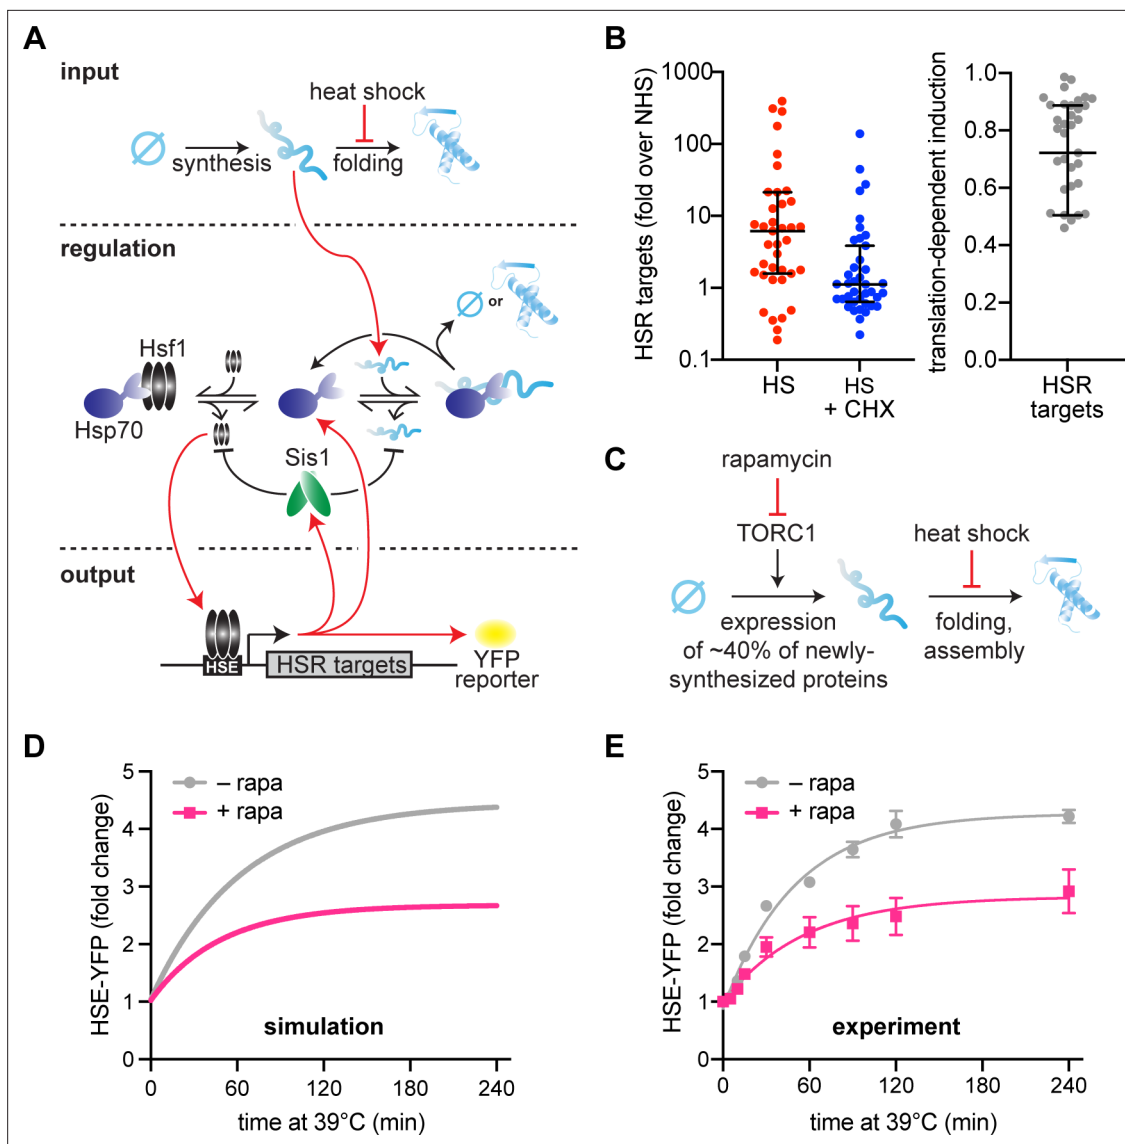 A
input
heat shock
synthesis
folding
regulation
or
Hsf1
Hsp70
Sis1
output
HSE
HSR targets
YFP
reporter
B
HSR targets (fold over NHS)
1000
100
10
1
0.1
HS
HS
+ CHX
translation-dependent induction
1.0
0.8
0.6
0.4
0.2
0.0
HSR
targets
C
rapamycin
TORC1
heat shock
expression
of ~40% of newly-
synthesized proteins
folding,
assembly
D
HSE-YFP (fold change)
5
4
3
2
1
0
– rapa
+ rapa
simulation
0 60 120 180 240
time at 39°C (min)
E
HSE-YFP (fold change)
5
4
3
2
1
0
– rapa
+ rapa
experiment
0 60 120 180 240
time at 39°C (min)